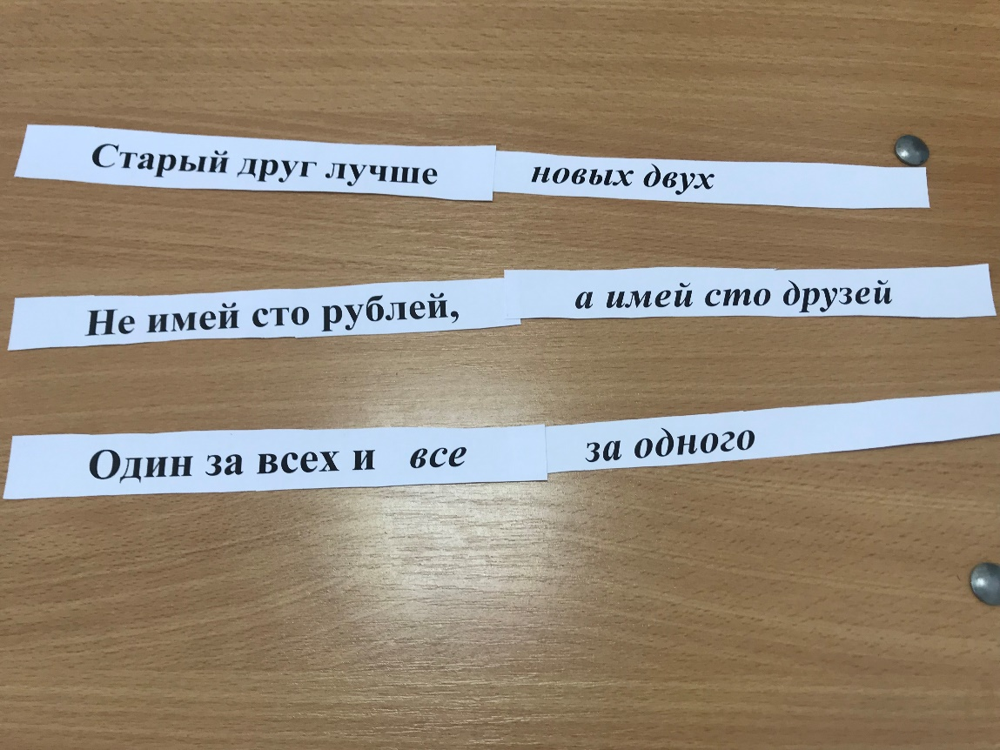 Старый друг лучше новых двух
Не имей сто рублей, а имей сто друзей
Один за всех и все за одного